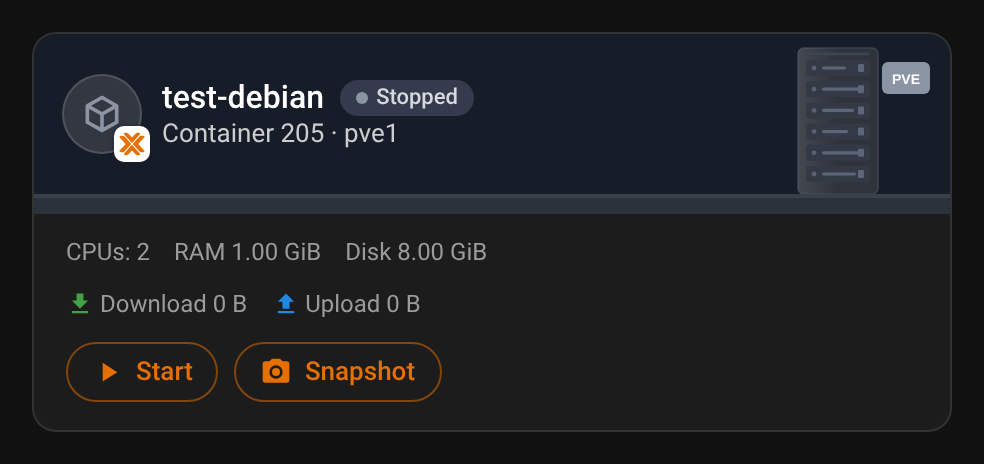 test-debian
Stopped
Container 205 · pve1
PVE
CPUs: 2 RAM 1.00 GiB Disk 8.00 GiB
Download 0 B Upload 0 B
Start Snapshot